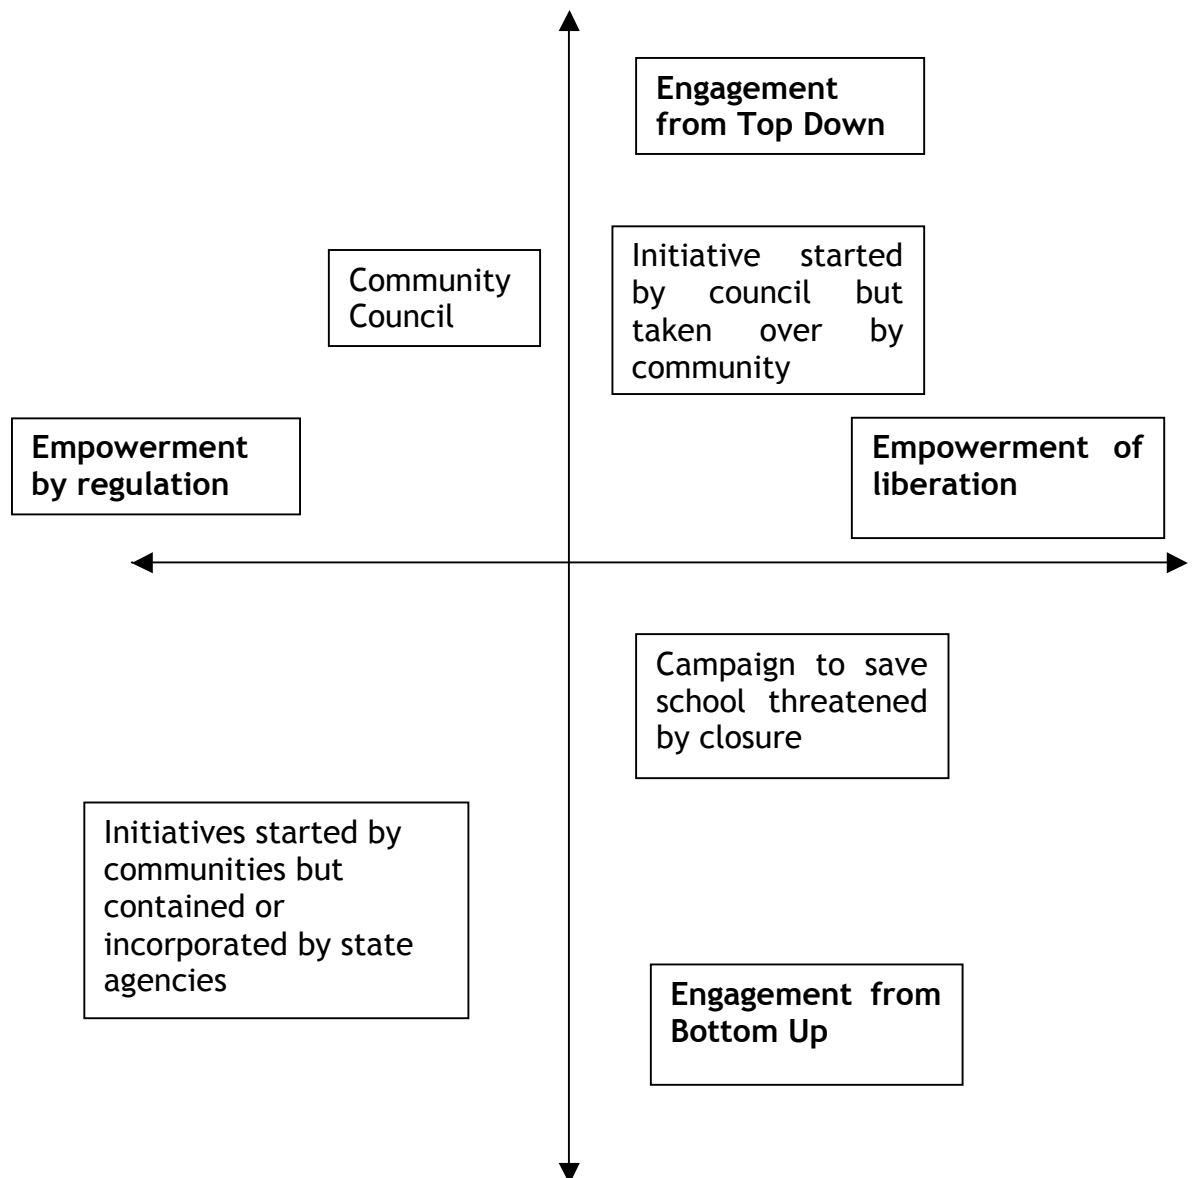 Engagement
from Top Down
Community
Council
Initiative started
by council but
taken over by
community
Empowerment
by regulation
Empowerment of
liberation
Campaign to save
school threatened
by closure
Initiatives started by
communities but
contained or
incorporated by state
agencies
Engagement from
Bottom Up